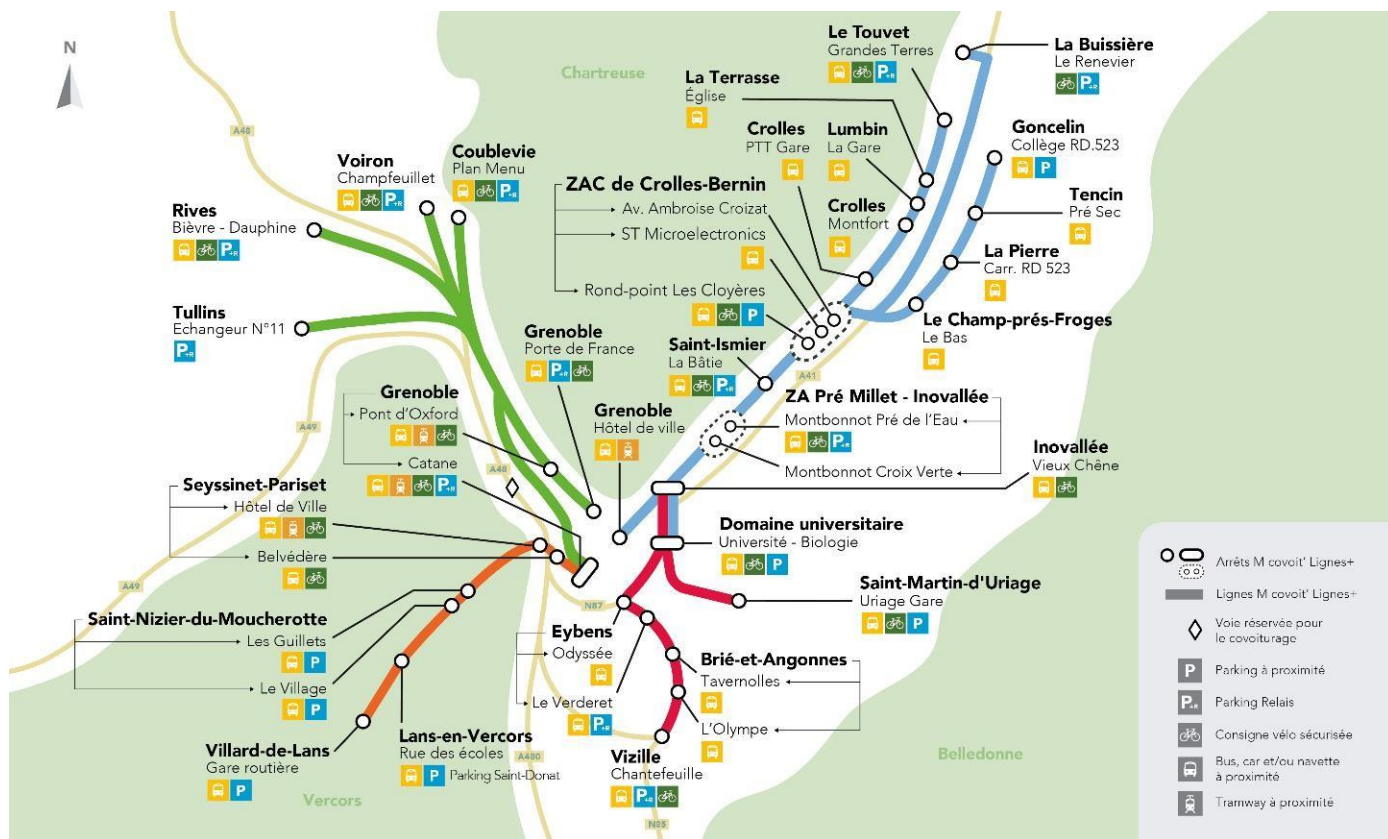 N
Chartreuse
A48
Le Touvet
Grandes Terres
P+R
La Buissière
Le Renevier
P+R
La Terrasse
Église
Crolles
PTT Gare
Lumbin
La Gare
Goncelin
Collège RD.523
P
Voiron
Champfeuillet
P+R
Coublevie
Plan Menu
P+R
ZAC de Crolles-Bernin
Av. Ambroise Croizat
ST Microelectronics
Rond-point Les Cloyères
P
Crolles
Montfort
Tencin
Pré Sec
Rives
Bièvre - Dauphine
P+R
La Pierre
Carr. RD 523
Tullins
Echangeur N°11
P+R
Le Champ-prés-Froges
Le Bas
Grenoble
Porte de France
P+R
Saint-Ismier
La Bâtie
P+R
A41
Grenoble
Pont d'Oxford
Catane
P+R
Grenoble
Hôtel de ville
ZA Pré Millet - Inovallée
Montbonnot Pré de l'Eau
P+R
Montbonnot Croix Verte
A49
A48
Inovallée
Vieux Chêne
Seyssinet-Pariset
Hôtel de Ville
Belvédère
Domaine universitaire
Université - Biologie
P
A49
N87
Saint-Martin-d'Uriage
Uriage Gare
P
Saint-Nizier-du-Moucherotte
Les Guillets
P
Le Village
P
Eybens
Odyssée
Le Verderet
P+R
Brié-et-Angonnes
Tavernolles
L'Olympe
Villard-de-Lans
Gare routière
P
Lans-en-Vercors
Rue des écoles
P Parking Saint-Donat
A480
Vizille
Chantefeuille
P+R
Vercors
Belledonne
N85
Arrêts M covoit' Lignes+
Lignes M covoit' Lignes+
Voie réservée pour
le covoiturage
P Parking à proximité
P+R Parking Relais
Consigne vélo sécurisée
Bus, car et/ou navette
à proximité
Tramway à proximité